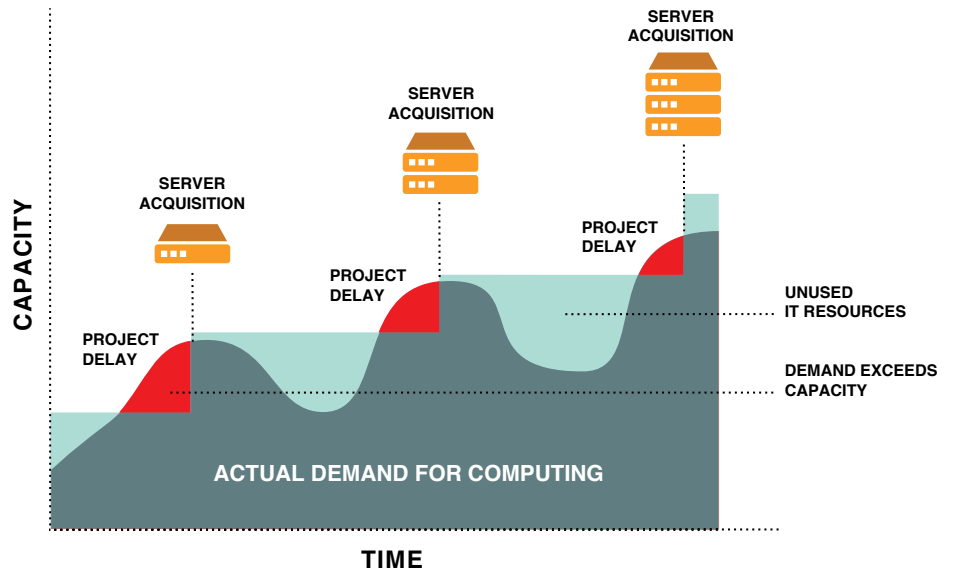 SERVER
ACQUISITION
SERVER
ACQUISITION
SERVER
ACQUISITION
PROJECT
DELAY
PROJECT
DELAY
PROJECT
DELAY
CAPACITY
UNUSED
IT RESOURCES
DEMAND EXCEEDS
CAPACITY
ACTUAL DEMAND FOR COMPUTING
TIME